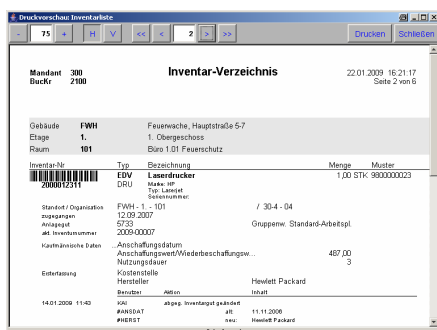 Druckvorschau: Inventarliste
- 75 + H V << < 2 > >> Drucken Schließen
Mandant 300 Inventar-Verzeichnis 22.01.2009 16:21:17
BucKr 2100 Seite 2 von 6
Gebäude FWH Feuerwache, Hauptstraße 5-7
Etage 1. 1. Obergeschoss
Raum 101 Büro 1.01 Feuerschutz
Inventar-Nr Typ Bezeichnung Menge Muster
EDV Laserdrucker 1,00 STK 9800000023
2000012311 DRU Marke: HP
Typ: Laserjet
Seriennummer:
Standort / Organisation FWH - 1. - 101 / 30-4 - 04
zugegangen 12.09.2007
Anlagegut 5733 Gruppenw. Standard-Arbeitspl.
akt. Inventurnummer 2009-00007
Kaufmännische Daten ...Anschaffungsdatum
Anschaffungswert/Wiederbeschaffungsw... 487,00
Nutzungsdauer 3
Ersterfassung Kostenstelle
Hersteller Hewlett Packard
Benutzer Aktion Inhalt
14.01.2009 11:43 KAI abgeg. Inventargut geändert
#ANSDAT alt: 11.11.2006
#HERST neu: Hewlett Packard